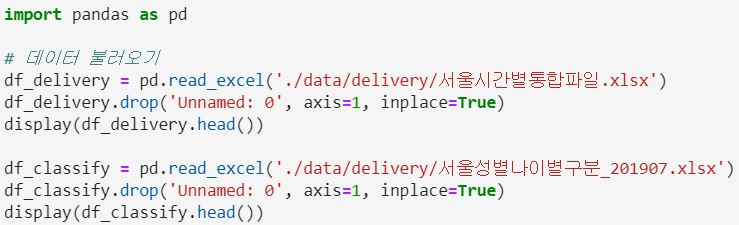 import pandas as pd
# 데이터 불러오기
df_delivery = pd.read_excel('./data/delivery/서울시간별통합파일.xlsx')
df_delivery.drop('Unnamed: 0', axis=1, inplace=True)
display(df_delivery.head())
df_classify = pd.read_excel('./data/delivery/서울성별나이별구분_201907.xlsx')
df_classify.drop('Unnamed: 0', axis=1, inplace=True)
display(df_classify.head())